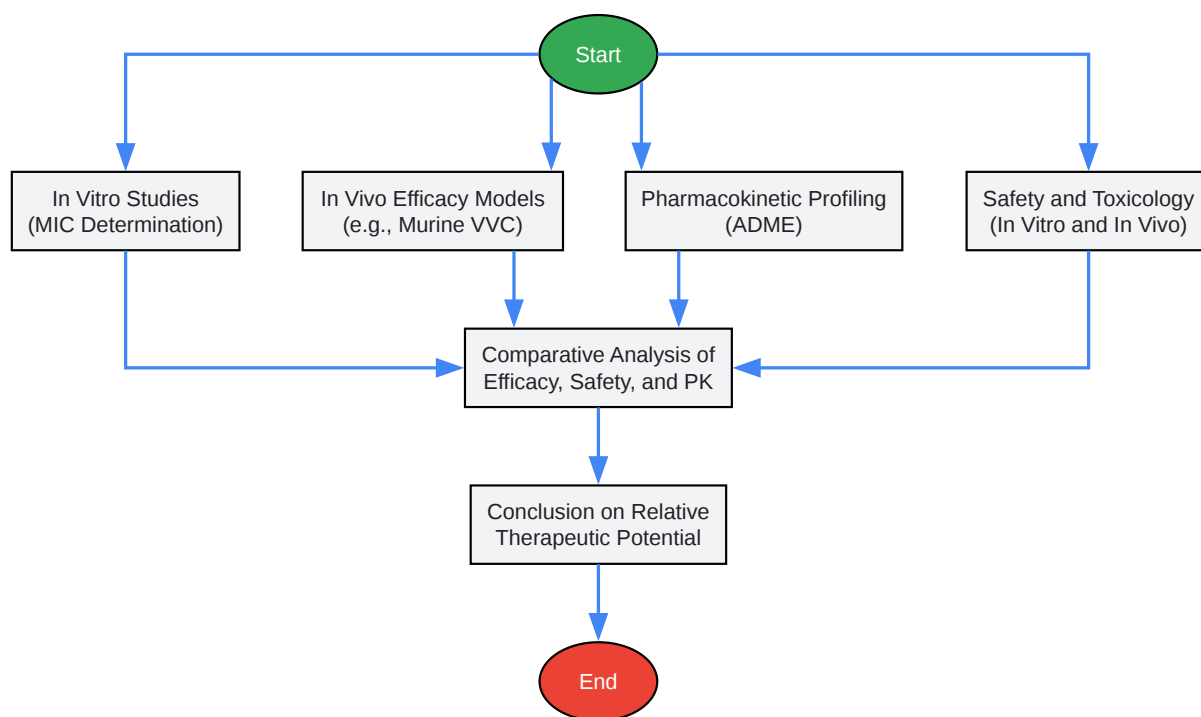 Start
In Vitro Studies
(MIC Determination)
In Vivo Efficacy Models
(e.g., Murine VVC)
Pharmacokinetic Profiling
(ADME)
Safety and Toxicology
(In Vitro and In Vivo)
Comparative Analysis of
Efficacy, Safety, and PK
Conclusion on Relative
Therapeutic Potential
End